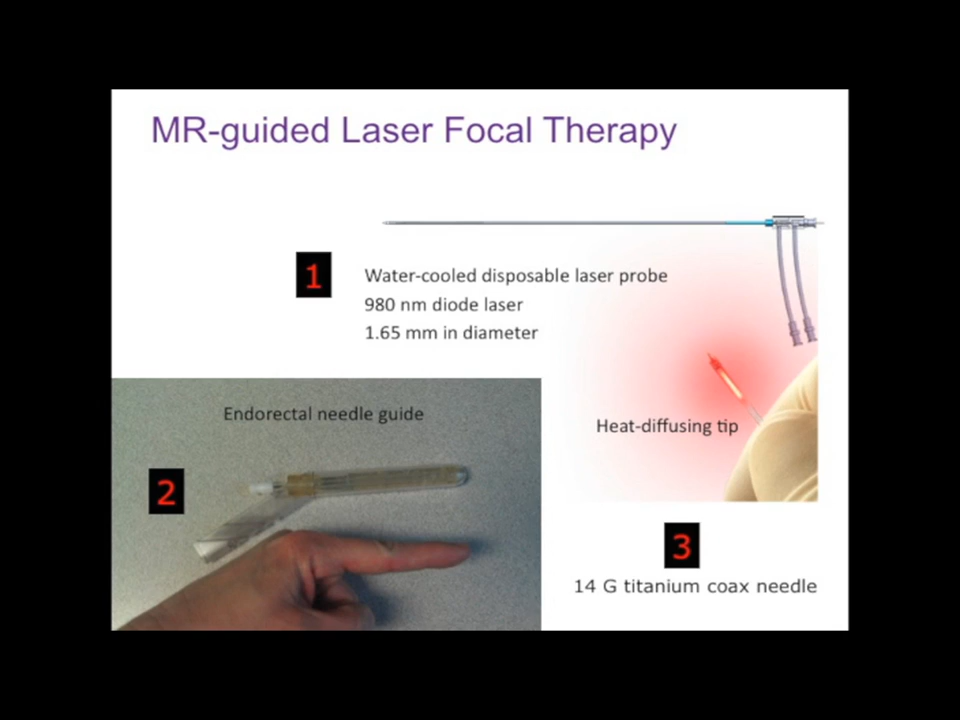 MR-guided Laser Focal Therapy
1
Water-cooled disposable laser probe
980 nm diode laser
1.65 mm in diameter
Endorectal needle guide
Heat-diffusing tip
2
3
14 G titanium coax needle